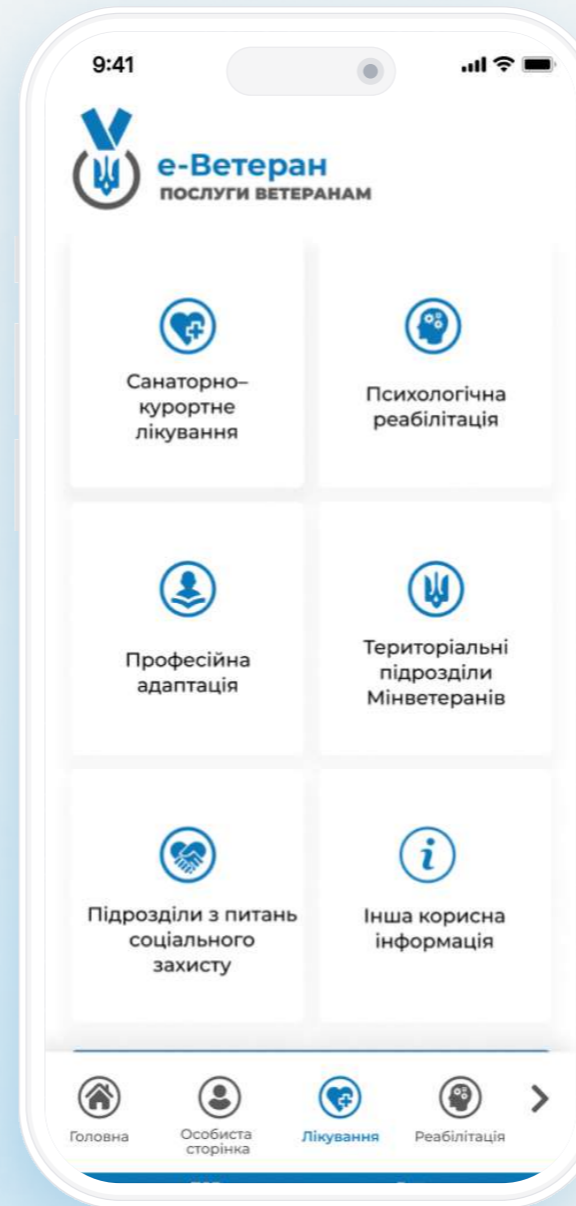 9:41
е-Ветеран
ПОСЛУГИ ВЕТЕРАНАМ
Санаторно–
курортне
лікування
Психологічна
реабілітація
Професійна
адаптація
Територіальні
підрозділи
Мінветеранів
Підрозділи з питань
соціального
захисту
Інша корисна
інформація
Головна
Особиста
сторінка
Лікування
Реабілітація